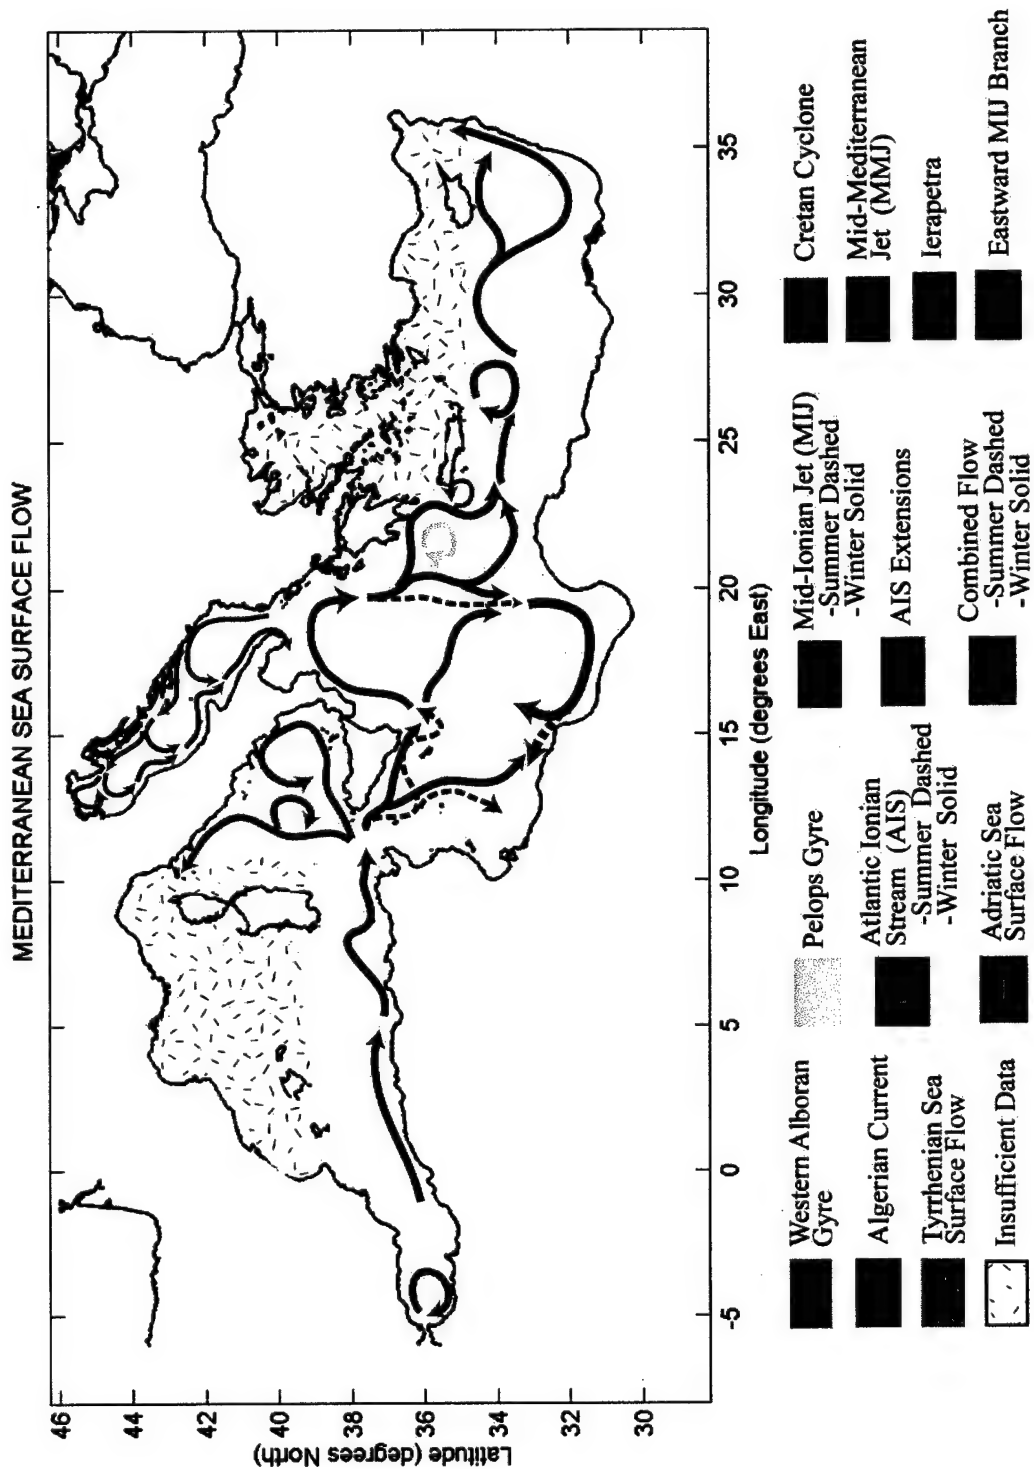 MEDITERRANEAN SEA SURFACE FLOW
Latitude (degrees North)
46
44
42
40
38
36
34
32
30
-5
0
5
10
15
20
25
30
35
Longitude (degrees East)
Western Alboran
Gyre
Algerian Current
Tyrrhenian Sea
Surface Flow
Insufficient Data
Pelops Gyre
Atlantic Ionian
Stream (AIS)
-Summer Dashed
-Winter Solid
Adriatic Sea
Surface Flow
Mid-Ionian Jet (MIJ)
-Summer Dashed
-Winter Solid
AIS Extensions
Combined Flow
-Summer Dashed
-Winter Solid
Cretan Cyclone
Mid-Mediterranean
Jet (MMJ)
Ierapetra
Eastward MIJ Branch